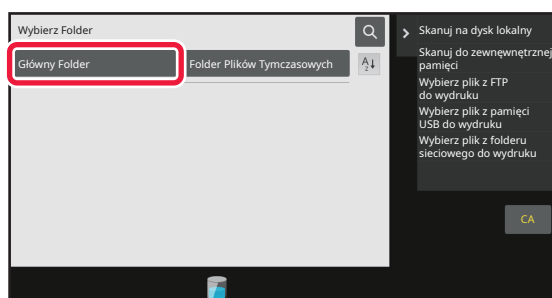 Wybierz Folder
Główny Folder
Folder Plików Tymczasowych
A
Z
Skanuj na dysk lokalny
Skanuj do zewnęwnętrznej
pamięci
Wybierz plik z FTP
do wydruku
Wybierz plik z pamięci
USB do wydruku
Wybierz plik z folderu
sieciowego do wydruku
CA